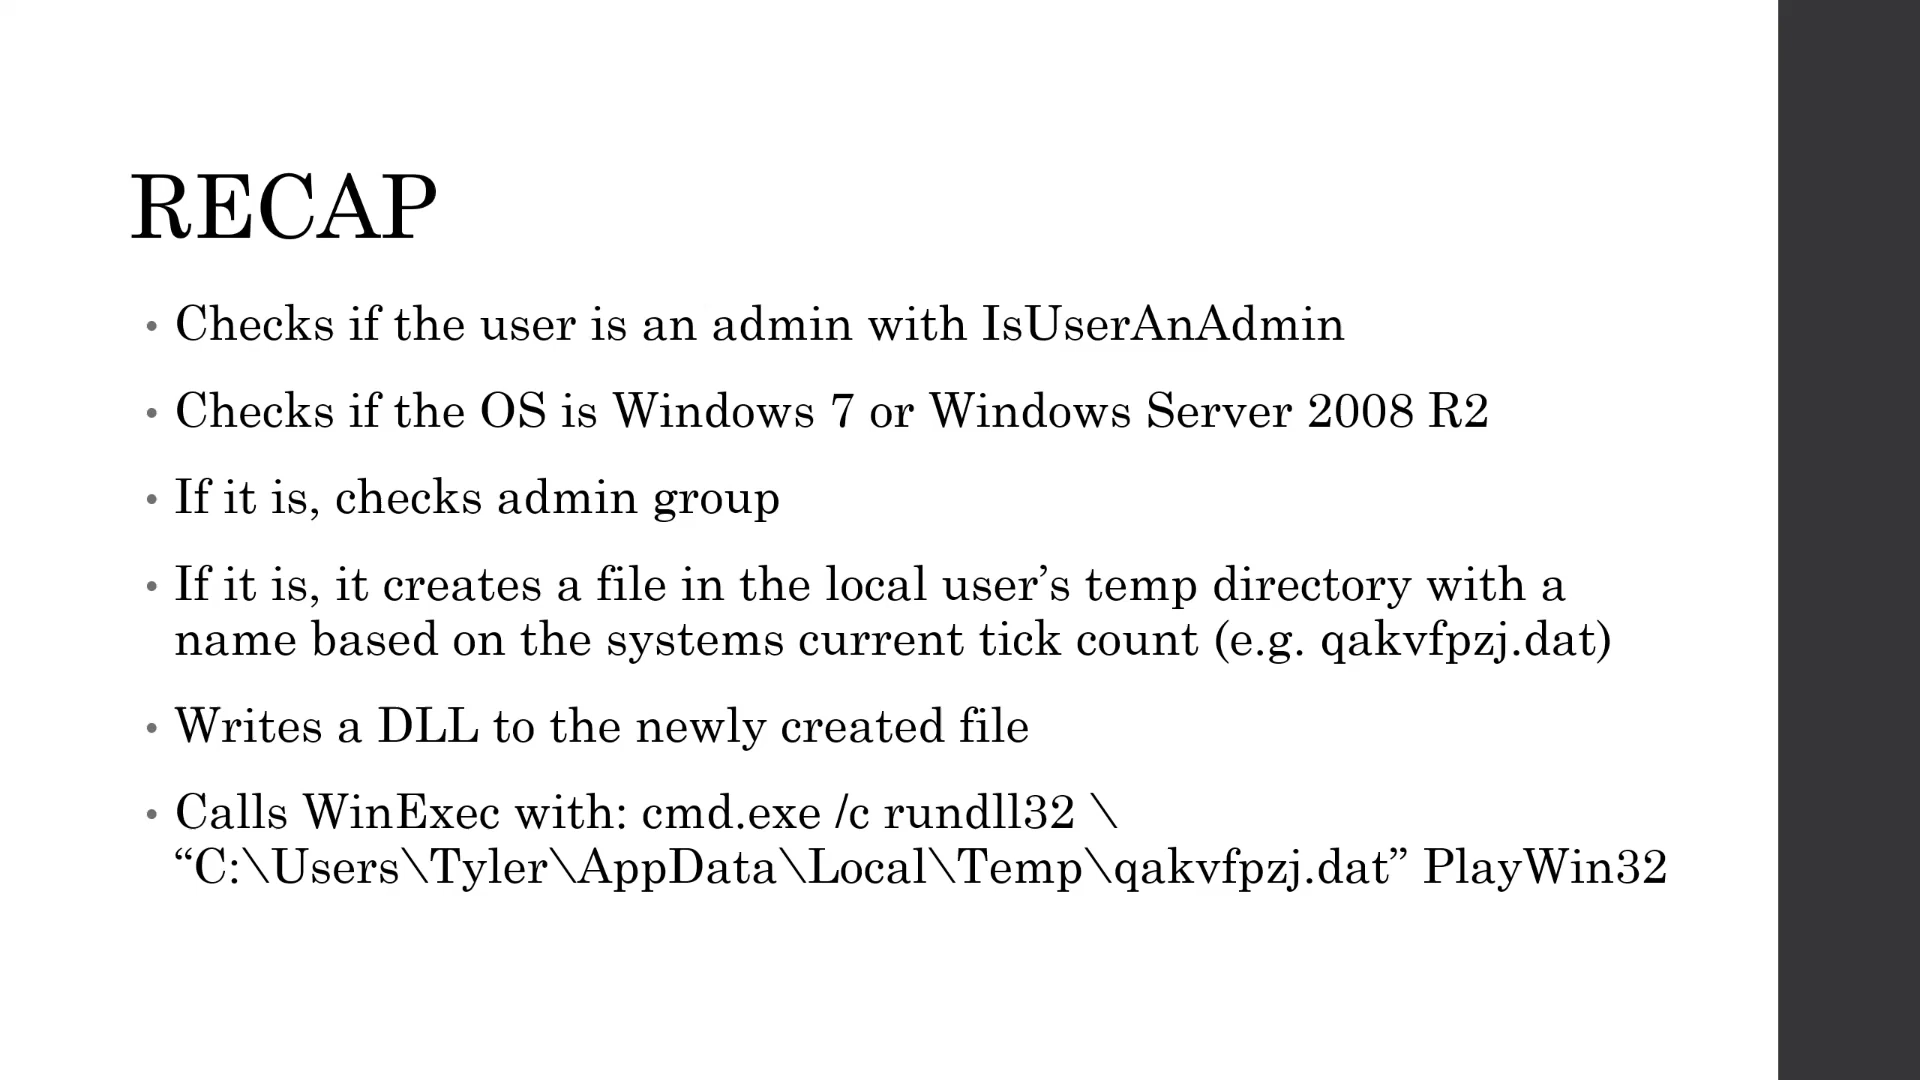 RECAP
• Checks if the user is an admin with IsUserAnAdmin
• Checks if the OS is Windows 7 or Windows Server 2008 R2
• If it is, checks admin group
• If it is, it creates a file in the local user’s temp directory with a
name based on the systems current tick count (e.g. qakvfpzj.dat)
• Writes a DLL to the newly created file
• Calls WinExec with: cmd.exe /c rundll32 \
“C:\Users\Tyler\AppData\Local\Temp\qakvfpzj.dat” PlayWin32